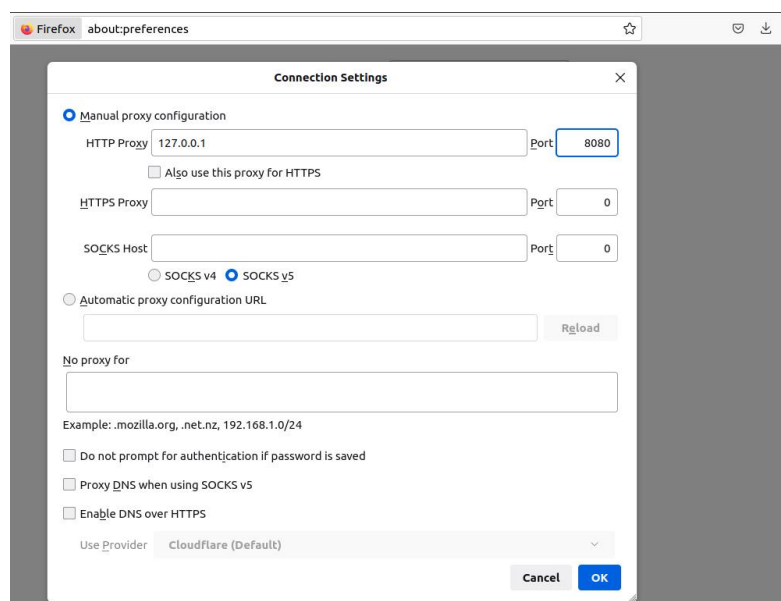 Firefox about:preferences
Connection Settings
Manual proxy configuration
HTTP Proxy 127.0.0.1 Port 8080
Also use this proxy for HTTPS
HTTPS Proxy Port 0
SOCKS Host Port 0
SOCKS v4 SOCKS v5
Automatic proxy configuration URL
Reload
No proxy for
Example: .mozilla.org, .net.nz, 192.168.1.0/24
Do not prompt for authentication if password is saved
Proxy DNS when using SOCKS v5
Enable DNS over HTTPS
Use Provider Cloudflare (Default)
Cancel OK